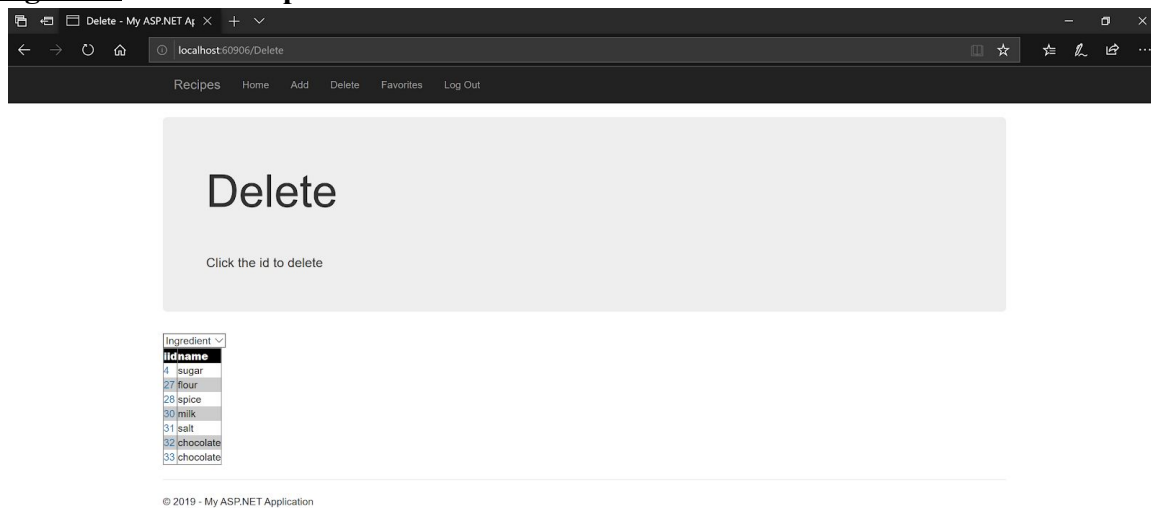 Delete - My ASP.NET Ap
localhost:60906/Delete
Recipes Home Add Delete Favorites Log Out
Delete
Click the id to delete
Ingredient
iid name
4 sugar
27 flour
28 spice
30 milk
31 salt
32 chocolate
33 chocolate
© 2019 - My ASP.NET Application